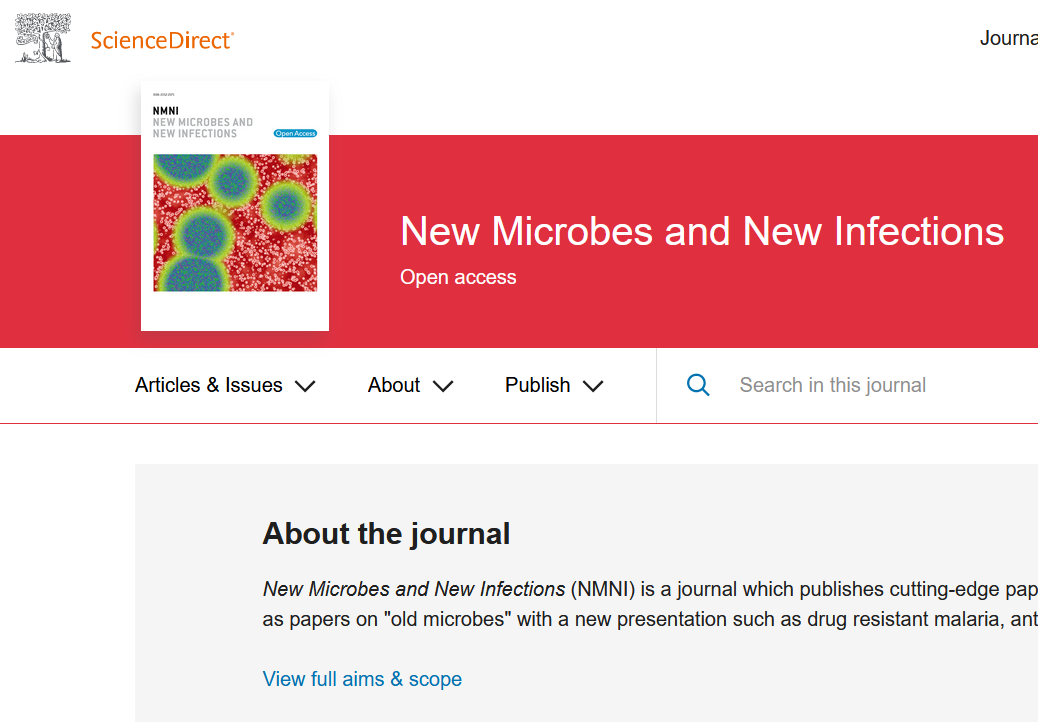 ScienceDirect®
Journa
NMNI
NEW MICROBES AND
NEW INFECTIONS
Open Access
New Microbes and New Infections
Open access
Articles & Issues
About
Publish
Search in this journal
About the journal
New Microbes and New Infections (NMNI) is a journal which publishes cutting-edge pap
as papers on "old microbes" with a new presentation such as drug resistant malaria, ant
View full aims & scope